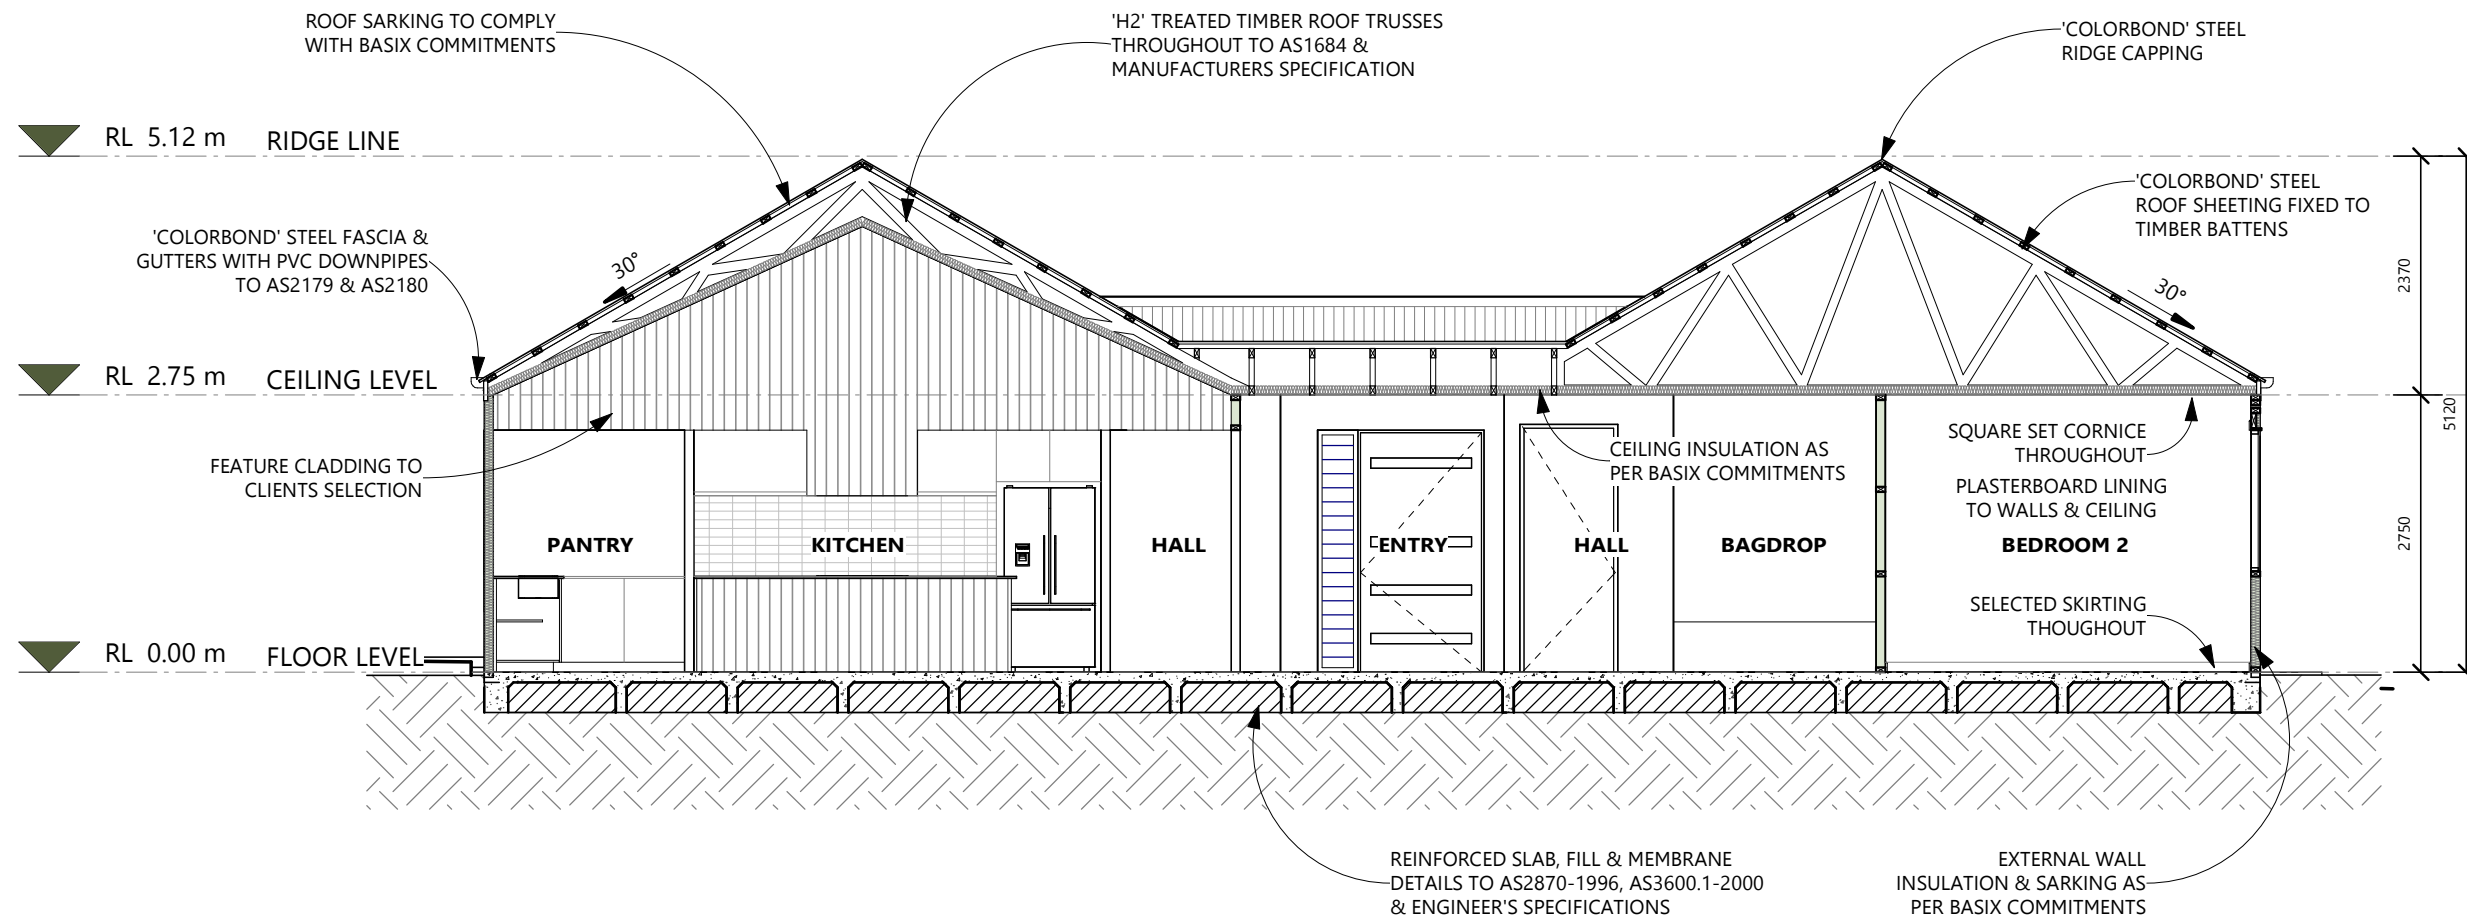 ROOF SARKING TO COMPLY
WITH BASIX COMMITMENTS
'H2' TREATED TIMBER ROOF TRUSSES
THROUGHOUT TO AS1684 &
MANUFACTURERS SPECIFICATION
'COLORBOND' STEEL
RIDGE CAPPING
RL 5.12 m RIDGE LINE
'COLORBOND' STEEL
ROOF SHEETING FIXED TO
TIMBER BATTENS
'COLORBOND' STEEL FASCIA &
GUTTERS WITH PVC DOWNPIPES
TO AS2179 & AS2180
30°
30°
2370
RL 2.75 m CEILING LEVEL
5120
FEATURE CLADDING TO
CLIENTS SELECTION
CEILING INSULATION AS
PER BASIX COMMITMENTS
SQUARE SET CORNICE
THROUGHOUT
PLASTERBOARD LINING
TO WALLS & CEILING
2750
PANTRY
KITCHEN
HALL
ENTRY
HALL
BAGDROP
BEDROOM 2
SELECTED SKIRTING
THOUGHOUT
RL 0.00 m FLOOR LEVEL
REINFORCED SLAB, FILL & MEMBRANE
DETAILS TO AS2870-1996, AS3600.1-2000
& ENGINEER'S SPECIFICATIONS
EXTERNAL WALL
INSULATION & SARKING AS
PER BASIX COMMITMENTS